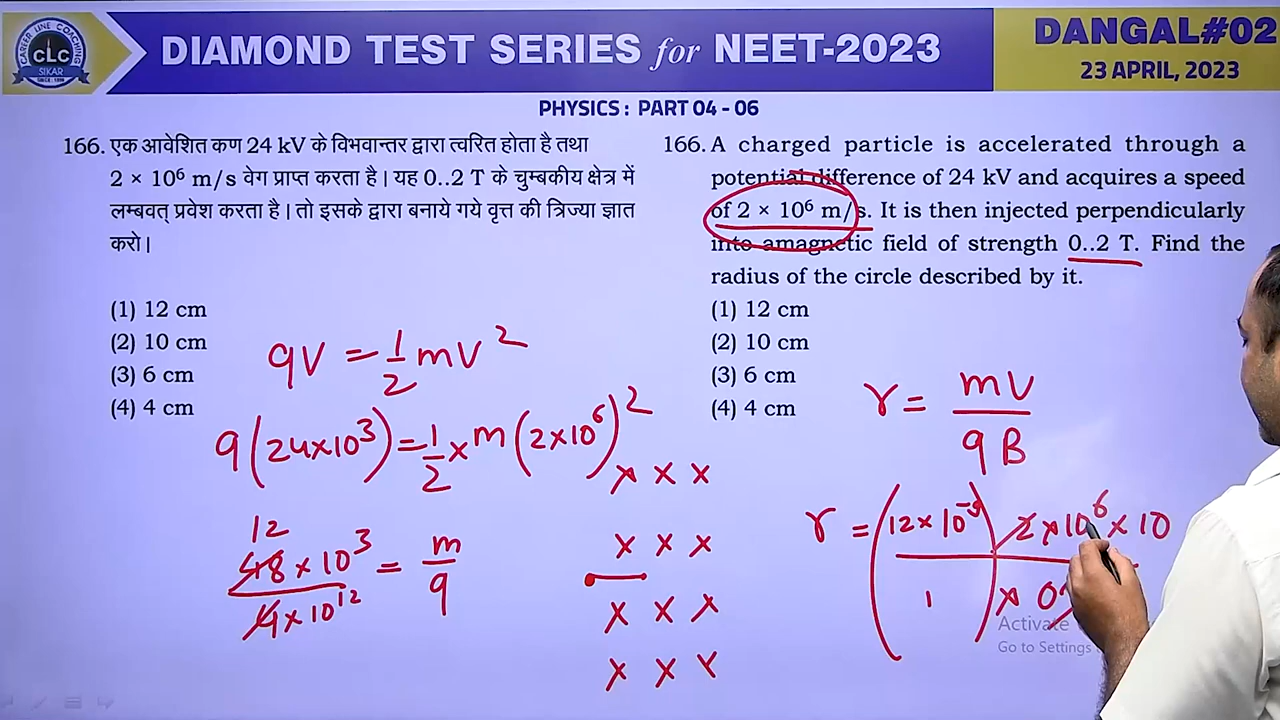 CAREER LINE COACHING
CLC
SIKAR
DIAMOND TEST SERIES for NEET-2023
DANGAL#02
23 APRIL, 2023
PHYSICS : PART 04 - 06
166. एक आवेशित कण 24 kV के विभवान्तर द्वारा त्वरित होता है तथा
2 × 10⁶ m/s वेग प्राप्त करता है। यह 0..2 T के चुम्बकीय क्षेत्र में
लम्बवत् प्रवेश करता है। तो इसके द्वारा बनाये गये वृत्त की त्रिज्या ज्ञात
करो।
(1) 12 cm
(2) 10 cm
(3) 6 cm
(4) 4 cm
166. A charged particle is accelerated through a
potential difference of 24 kV and acquires a speed
of 2 × 10⁶ m/s. It is then injected perpendicularly
into amagnetic field of strength 0..2 T. Find the
radius of the circle described by it.
(1) 12 cm
(2) 10 cm
(3) 6 cm
(4) 4 cm
qV = 1/2 mV²
q(24×10³) = 1/2 × m(2×10⁶)²
12
48 × 10³ / 4 × 10¹² = m/q
× × ×
× × ×
× × ×
× × ×
r = mV / qB
r = (12 × 10⁻⁹ / 1) 2 × 10⁶ × 10 / × 0
Activate
Go to Settings